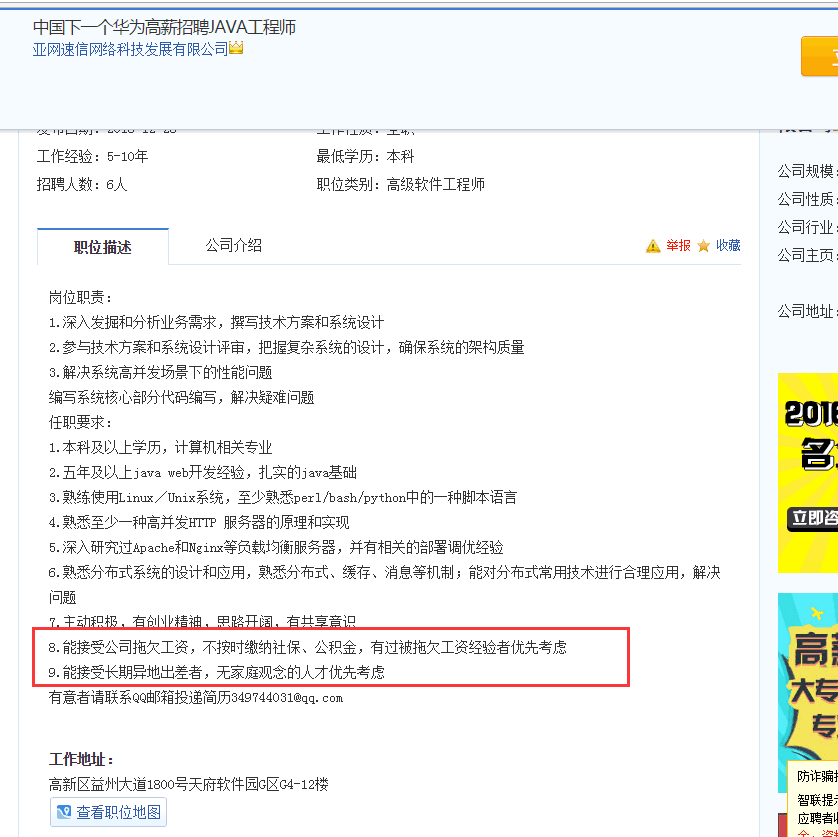 中国下一个华为高薪招聘JAVA工程师
亚网速信网络科技发展有限公司
工作经验：5-10年
最低学历：本科
招聘人数：6人
职位类别：高级软件工程师
职位描述
公司介绍
举报
收藏
岗位职责：
1.深入发掘和分析业务需求，撰写技术方案和系统设计
2.参与技术方案和系统设计评审，把握复杂系统的设计，确保系统的架构质量
3.解决系统高并发场景下的性能问题
编写系统核心部分代码编写，解决疑难问题
任职要求：
1.本科及以上学历，计算机相关专业
2.五年及以上java web开发经验，扎实的java基础
3.熟练使用Linux／Unix系统，至少熟悉perl/bash/python中的一种脚本语言
4.熟悉至少一种高并发HTTP 服务器的原理和实现
5.深入研究过Apache和Nginx等负载均衡服务器，并有相关的部署调优经验
6.熟悉分布式系统的设计和应用，熟悉分布式、缓存、消息等机制；能对分布式常用技术进行合理应用，解决
问题
7.主动积极，有创业精神，思路开阔，有共享意识
8.能接受公司拖欠工资，不按时缴纳社保、公积金，有过被拖欠工资经验者优先考虑
9.能接受长期异地出差者，无家庭观念的人才优先考虑
有意者请联系QQ邮箱投递简历349744031@qq.com
工作地址：
高新区益州大道1800号天府软件园G区G4-12楼
查看职位地图
公司规模：
公司性质：
公司行业：
公司主页：
公司地址：
2016
名
立即咨
高
大专
专
防诈骗
智联提
应聘者